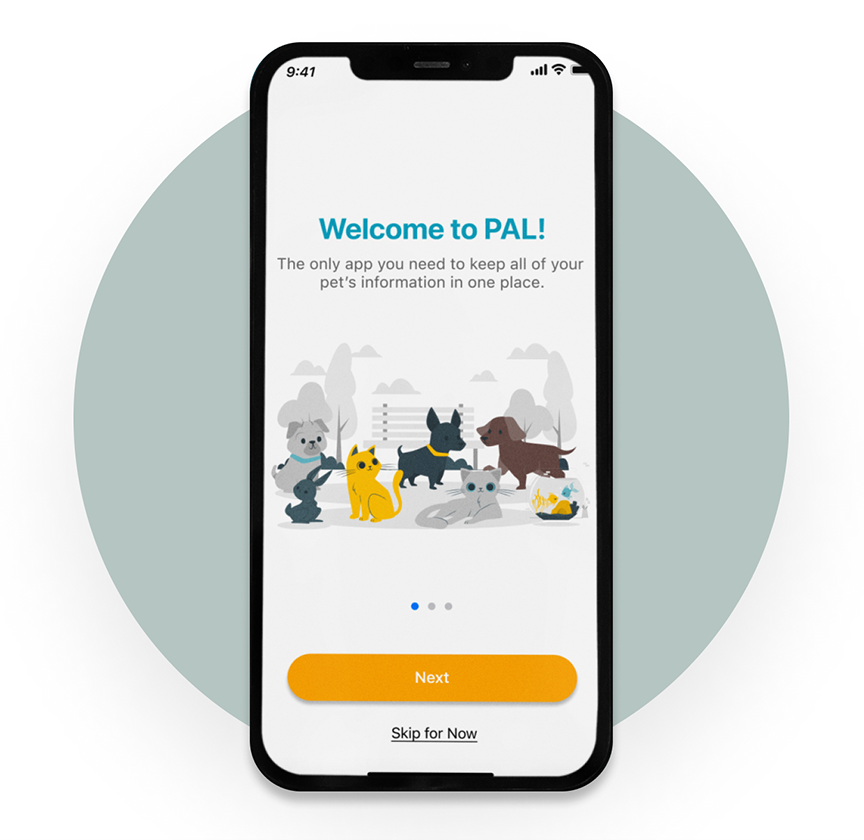 9:41
Welcome to PAL!
The only app you need to keep all of your
pet's information in one place.
Next
Skip for Now